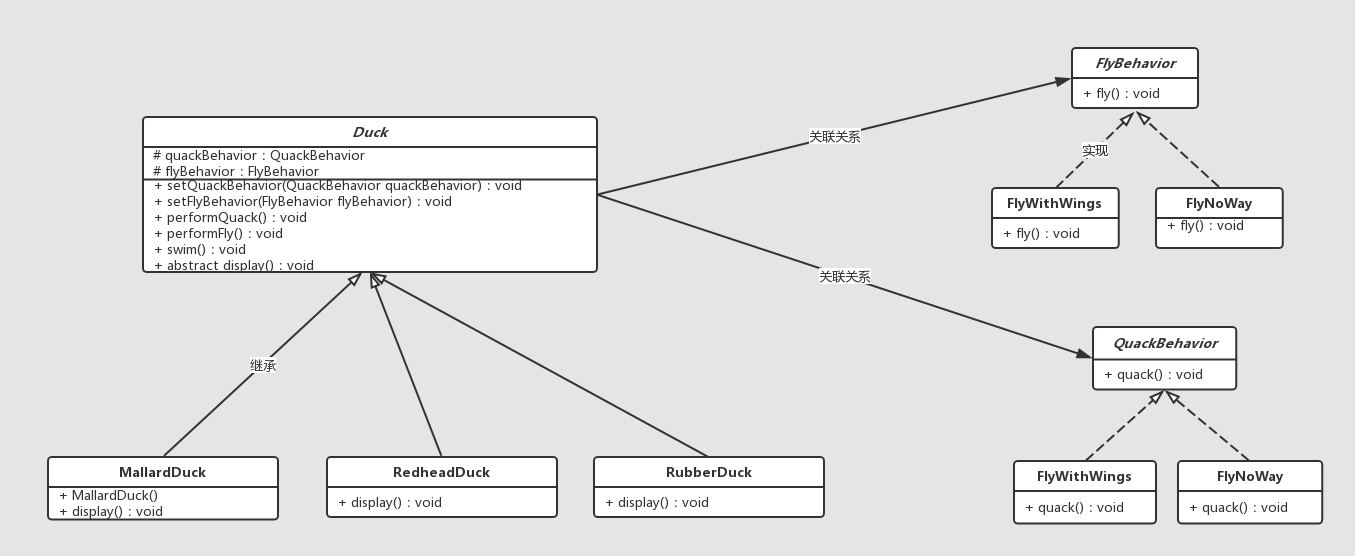 FlyBehavior
+ fly() : void
关联关系
Duck
# quackBehavior : QuackBehavior
# flyBehavior : FlyBehavior
+ setQuackBehavior(QuackBehavior quackBehavior) : void
+ setFlyBehavior(FlyBehavior flyBehavior) : void
+ performQuack() : void
+ performFly() : void
+ swim() : void
+ abstract display() : void
实现
FlyWithWings
+ fly() : void
FlyNoWay
+ fly() : void
关联关系
QuackBehavior
+ quack() : void
继承
MallardDuck
+ MallardDuck()
+ display() : void
RedheadDuck
+ display() : void
RubberDuck
+ display() : void
FlyWithWings
+ quack() : void
FlyNoWay
+ quack() : void